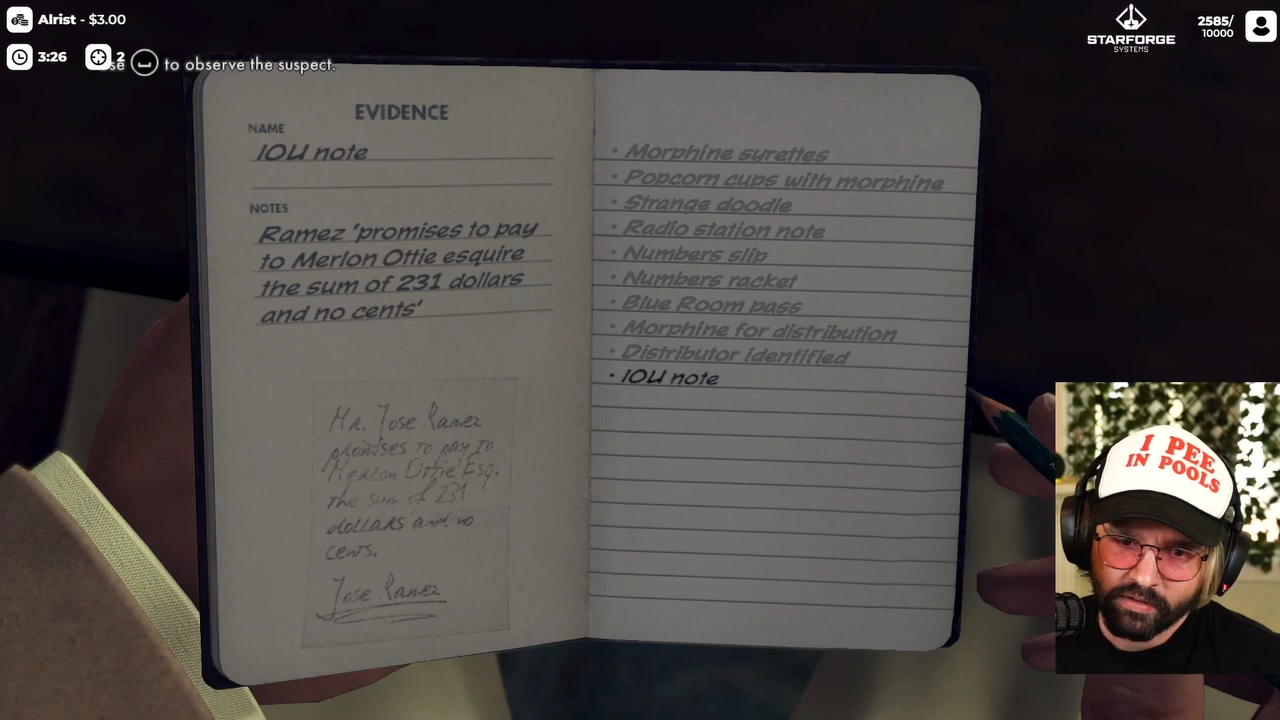 Alrist - $3.00
STARFORGE
SYSTEMS
2585/
10000
3:26
2
to observe the suspect.
EVIDENCE
NAME
IOU note
NOTES
Ramez 'promises to pay
to Merlon Ottie esquire
the sum of 231 dollars
and no cents'
Mr. Jose Ramez
promises to pay to
Merlon Ottie Esq.
the sum of 231
dollars and no
cents.
Jose Ramez
• Morphine syrettes
• Popcorn cups with morphine
• Strange doodle
• Radio station note
• Numbers slip
• Numbers racket
• Blue Room pass
• Morphine for distribution
• Distributor identified
• IOU note
I PEE
IN POOLS